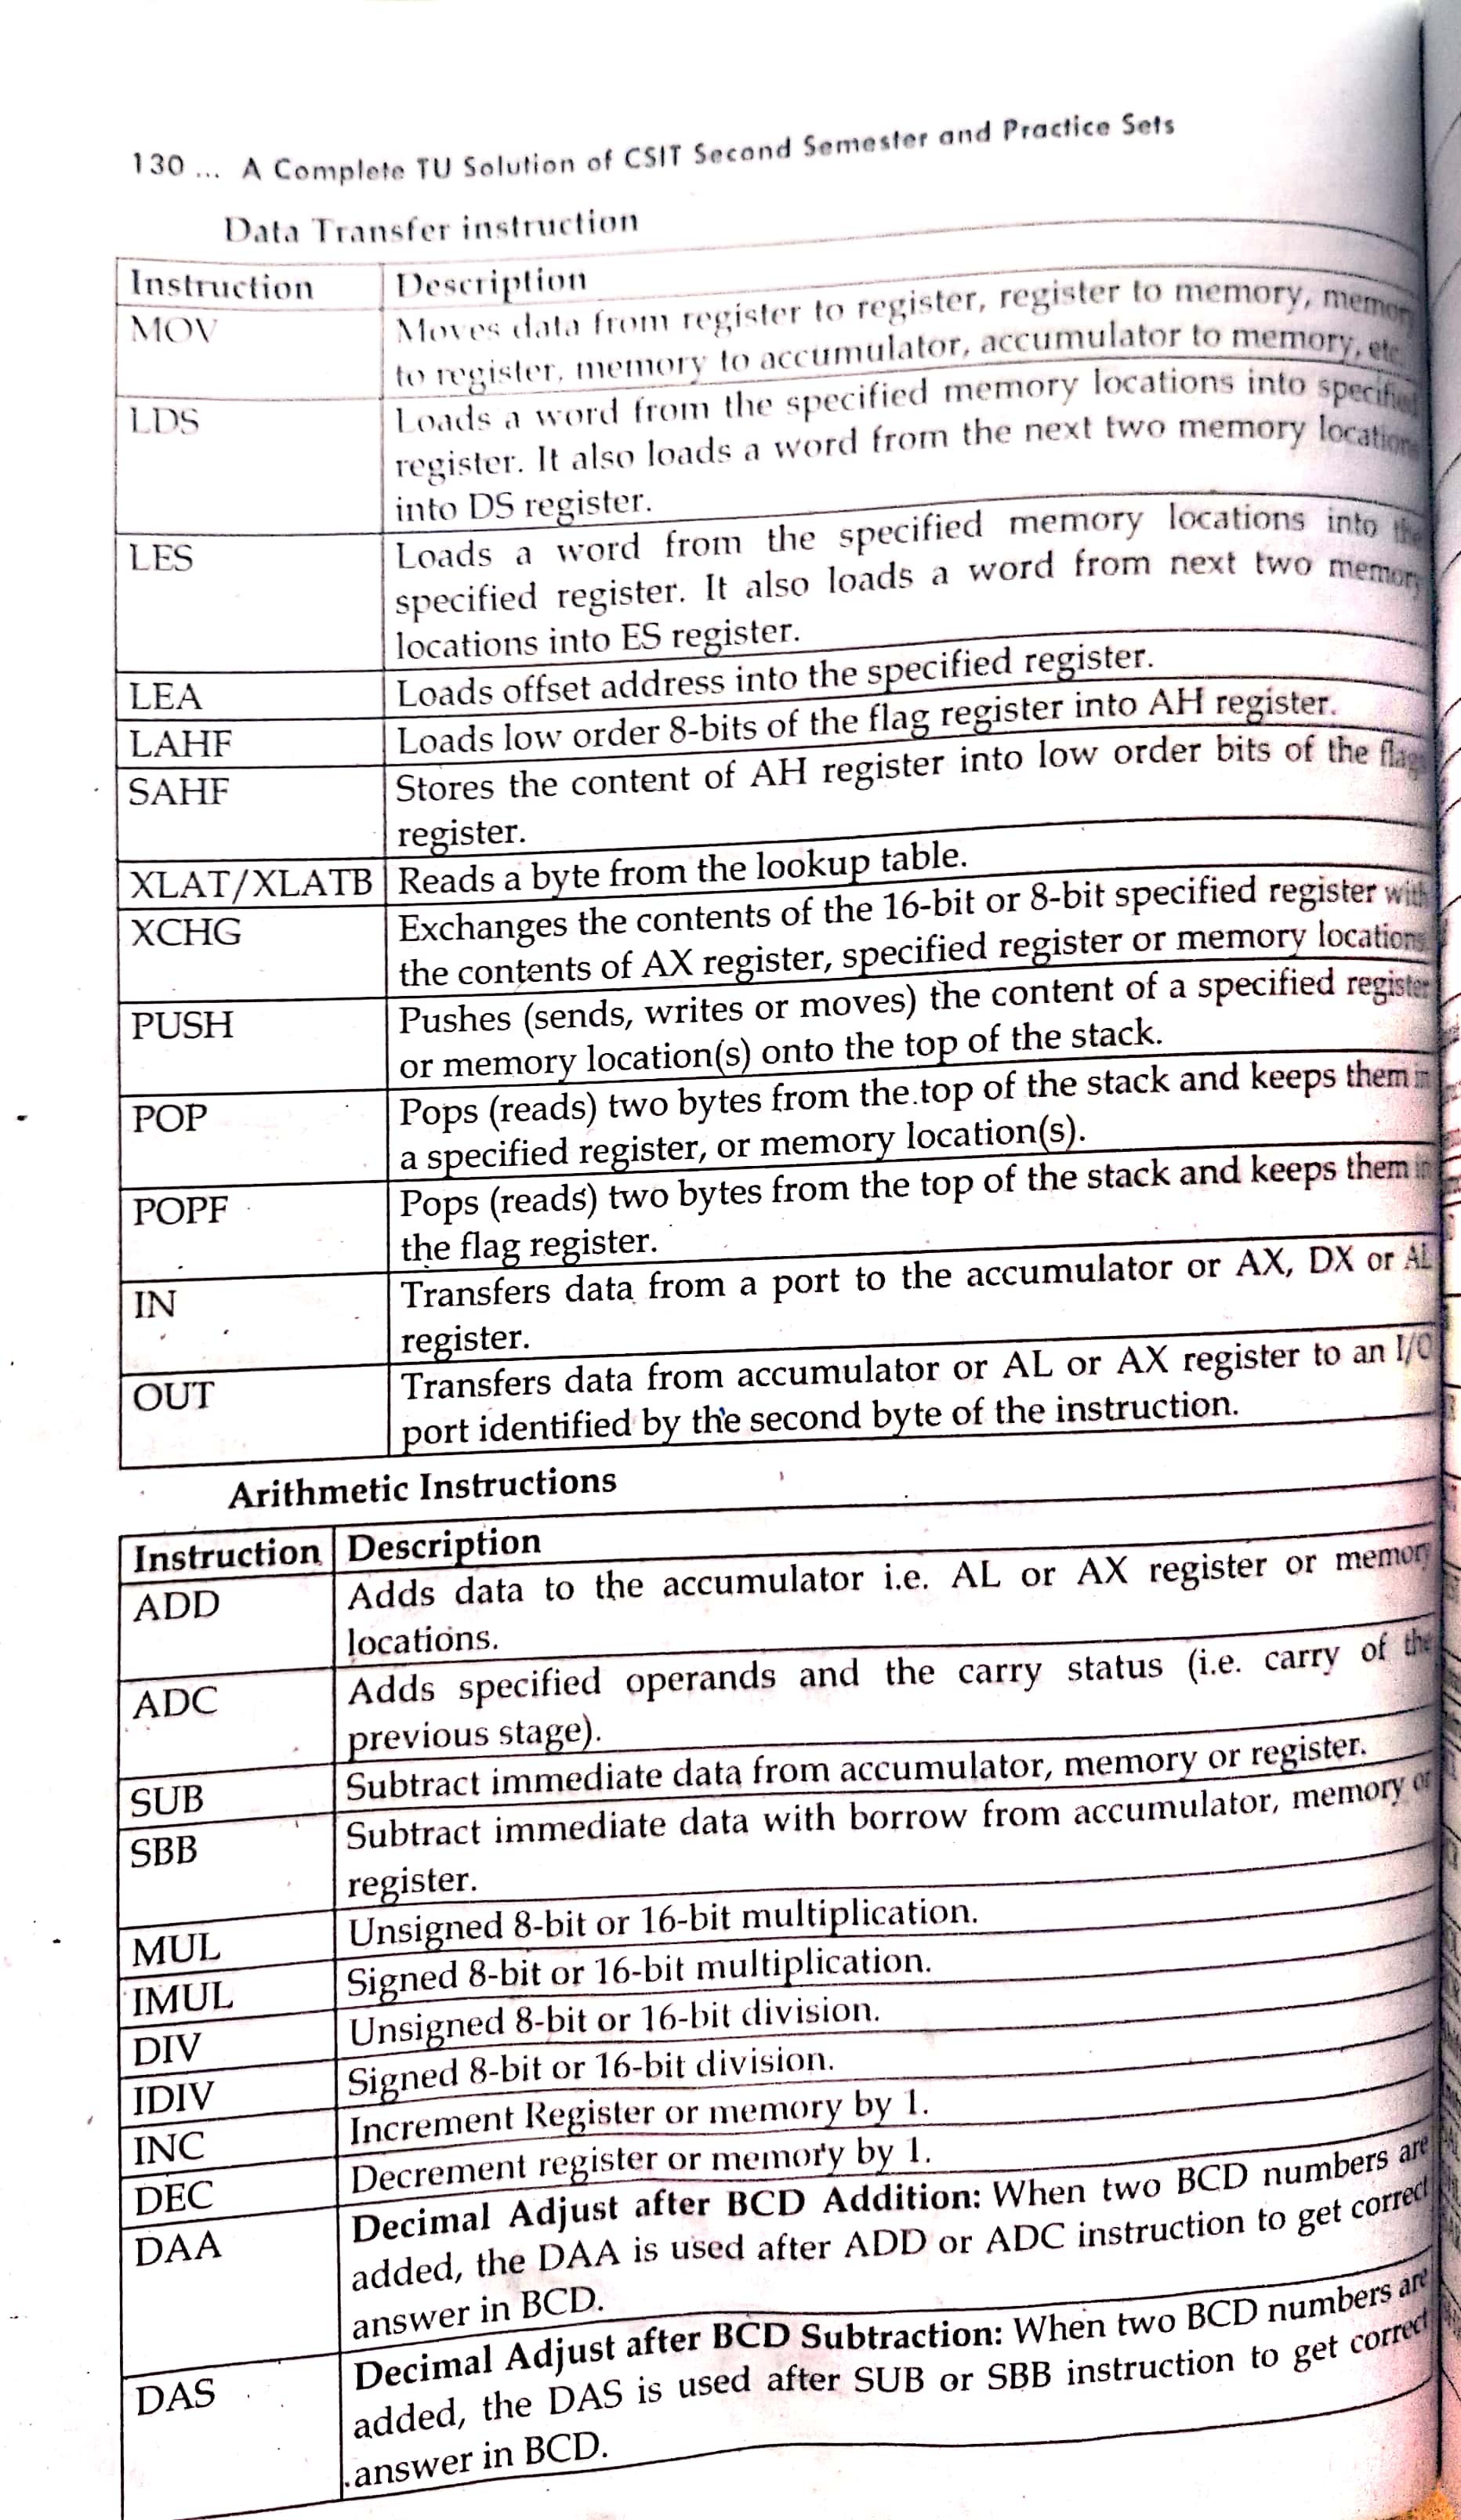 130 ... A Complete TU Solution of CSIT Second Semester and Practice Sets
Data Transfer instruction
Instruction Description
MOV Moves data from register to register, register to memory, memory
to register, memory to accumulator, accumulator to memory, etc.
LDS Loads a word from the specified memory locations into specified
register. It also loads a word from the next two memory locations
into DS register.
LES Loads a word from the specified memory locations into the
specified register. It also loads a word from next two memory
locations into ES register.
LEA Loads offset address into the specified register.
LAHF Loads low order 8-bits of the flag register into AH register.
SAHF Stores the content of AH register into low order bits of the flags
register.
XLAT/XLATB Reads a byte from the lookup table.
XCHG Exchanges the contents of the 16-bit or 8-bit specified register with
the contents of AX register, specified register or memory locations
PUSH Pushes (sends, writes or moves) the content of a specified register
or memory location(s) onto the top of the stack.
POP Pops (reads) two bytes from the top of the stack and keeps them in
a specified register, or memory location(s).
POPF Pops (reads) two bytes from the top of the stack and keeps them in
the flag register.
IN Transfers data from a port to the accumulator or AX, DX or AL
register.
OUT Transfers data from accumulator or AL or AX register to an I/O
port identified by the second byte of the instruction.
Arithmetic Instructions
Instruction Description
ADD Adds data to the accumulator i.e. AL or AX register or memory
locations.
ADC Adds specified operands and the carry status (i.e. carry of the
previous stage).
SUB Subtract immediate data from accumulator, memory or register.
SBB Subtract immediate data with borrow from accumulator, memory or
register.
MUL Unsigned 8-bit or 16-bit multiplication.
IMUL Signed 8-bit or 16-bit multiplication.
DIV Unsigned 8-bit or 16-bit division.
IDIV Signed 8-bit or 16-bit division.
INC Increment Register or memory by 1.
DEC Decrement register or memory by 1.
DAA Decimal Adjust after BCD Addition: When two BCD numbers are
added, the DAA is used after ADD or ADC instruction to get correct
answer in BCD.
DAS Decimal Adjust after BCD Subtraction: When two BCD numbers are
added, the DAS is used after SUB or SBB instruction to get correct
answer in BCD.